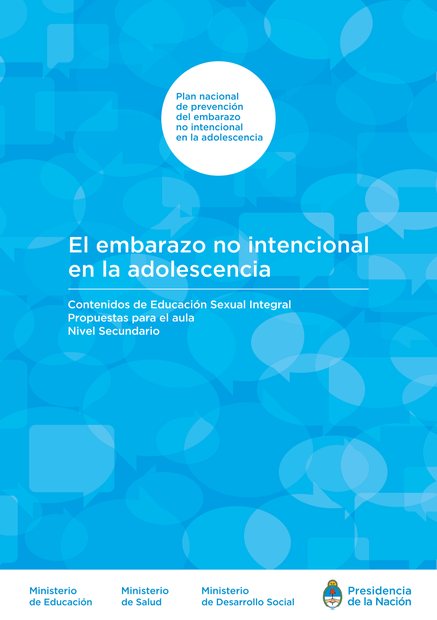 Plan nacional
de prevención
del embarazo
no intencional
en la adolescencia
El embarazo no intencional
en la adolescencia
Contenidos de Educación Sexual Integral
Propuestas para el aula
Nivel Secundario
Ministerio
de Educación
Ministerio
de Salud
Ministerio
de Desarrollo Social
Presidencia
de la Nación